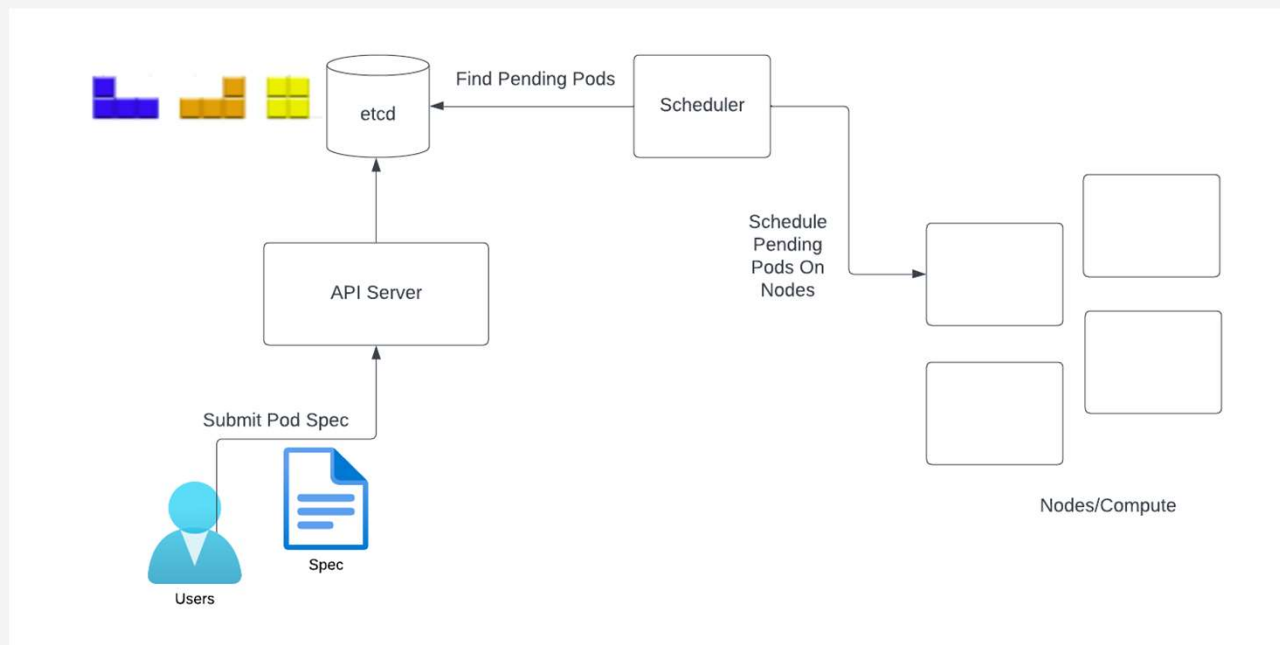 Find Pending Pods
etcd
Scheduler
Schedule
Pending
Pods On
Nodes
API Server
Submit Pod Spec
Nodes/Compute
Spec
Users